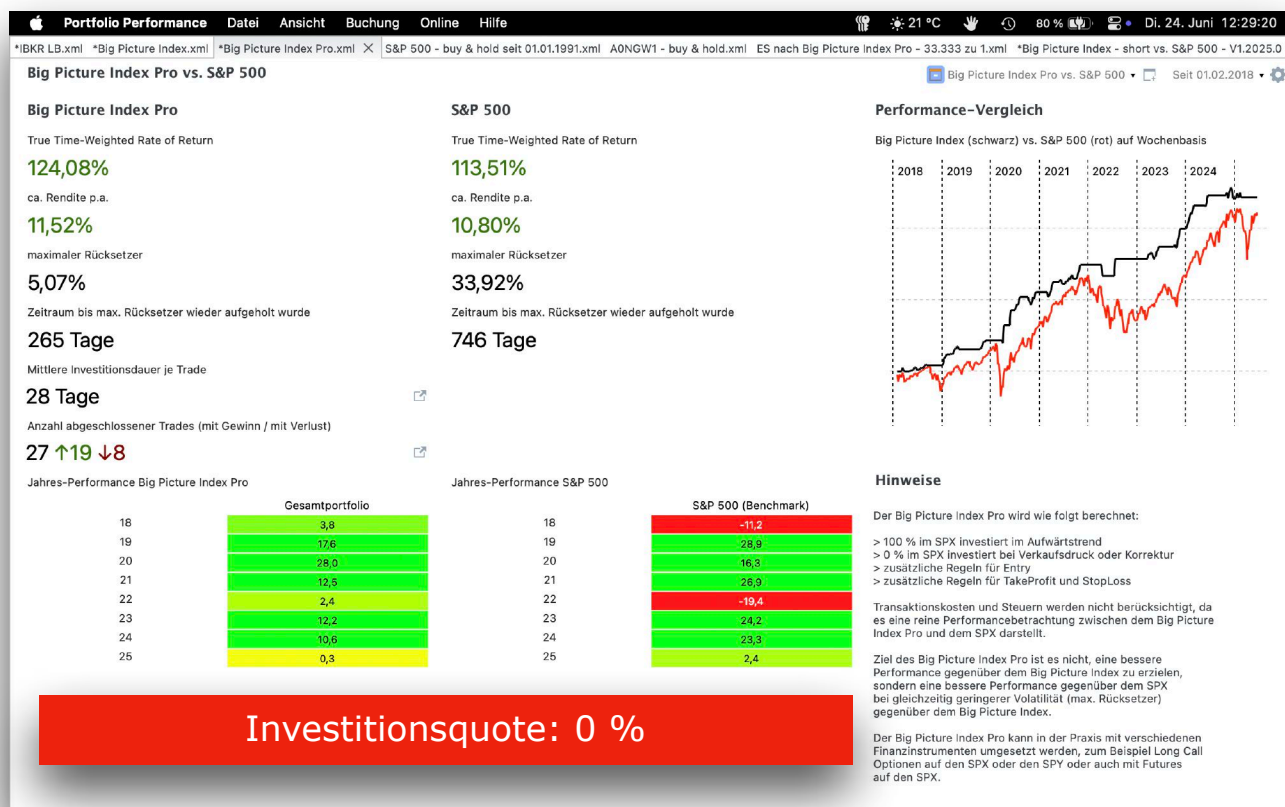 Portfolio Performance Datei Ansicht Buchung Online Hilfe 21 °C 80 % Di. 24. Juni 12:29:20
*IBKR LB.xml *Big Picture Index.xml *Big Picture Index Pro.xml S&P 500 - buy & hold seit 01.01.1991.xml A0NGW1 - buy & hold.xml ES nach Big Picture Index Pro - 33.333 zu 1.xml *Big Picture Index - short vs. S&P 500 - V1.2025.0
Big Picture Index Pro vs. S&P 500
Big Picture Index Pro vs. S&P 500 Seit 01.02.2018
Big Picture Index Pro
True Time-Weighted Rate of Return
124,08%
ca. Rendite p.a.
11,52%
maximaler Rücksetzer
5,07%
Zeitraum bis max. Rücksetzer wieder aufgeholt wurde
265 Tage
Mittlere Investitionsdauer je Trade
28 Tage
Anzahl abgeschlossener Trades (mit Gewinn / mit Verlust)
27 ↑19 ↓8
Jahres-Performance Big Picture Index Pro
Gesamtportfolio
18 3,8
19 17,6
20 28,0
21 12,5
22 2,4
23 12,2
24 10,6
25 0,3
S&P 500
True Time-Weighted Rate of Return
113,51%
ca. Rendite p.a.
10,80%
maximaler Rücksetzer
33,92%
Zeitraum bis max. Rücksetzer wieder aufgeholt wurde
746 Tage
Jahres-Performance S&P 500
S&P 500 (Benchmark)
18 -11,2
19 28,9
20 16,3
21 26,9
22 -19,4
23 24,2
24 23,3
25 2,4
Investitionsquote: 0 %
Performance-Vergleich
Big Picture Index (schwarz) vs. S&P 500 (rot) auf Wochenbasis
2018 2019 2020 2021 2022 2023 2024
Hinweise
Der Big Picture Index Pro wird wie folgt berechnet:
> 100 % im SPX investiert im Aufwärtstrend
> 0 % im SPX investiert bei Verkaufsdruck oder Korrektur
> zusätzliche Regeln für Entry
> zusätzliche Regeln für TakeProfit und StopLoss
Transaktionskosten und Steuern werden nicht berücksichtigt, da
es eine reine Performancebetrachtung zwischen dem Big Picture
Index Pro und dem SPX darstellt.
Ziel des Big Picture Index Pro ist es nicht, eine bessere
Performance gegenüber dem Big Picture Index zu erzielen,
sondern eine bessere Performance gegenüber dem SPX
bei gleichzeitig geringerer Volatilität (max. Rücksetzer)
gegenüber dem Big Picture Index.
Der Big Picture Index Pro kann in der Praxis mit verschiedenen
Finanzinstrumenten umgesetzt werden, zum Beispiel Long Call
Optionen auf den SPX oder den SPY oder auch mit Futures
auf den SPX.